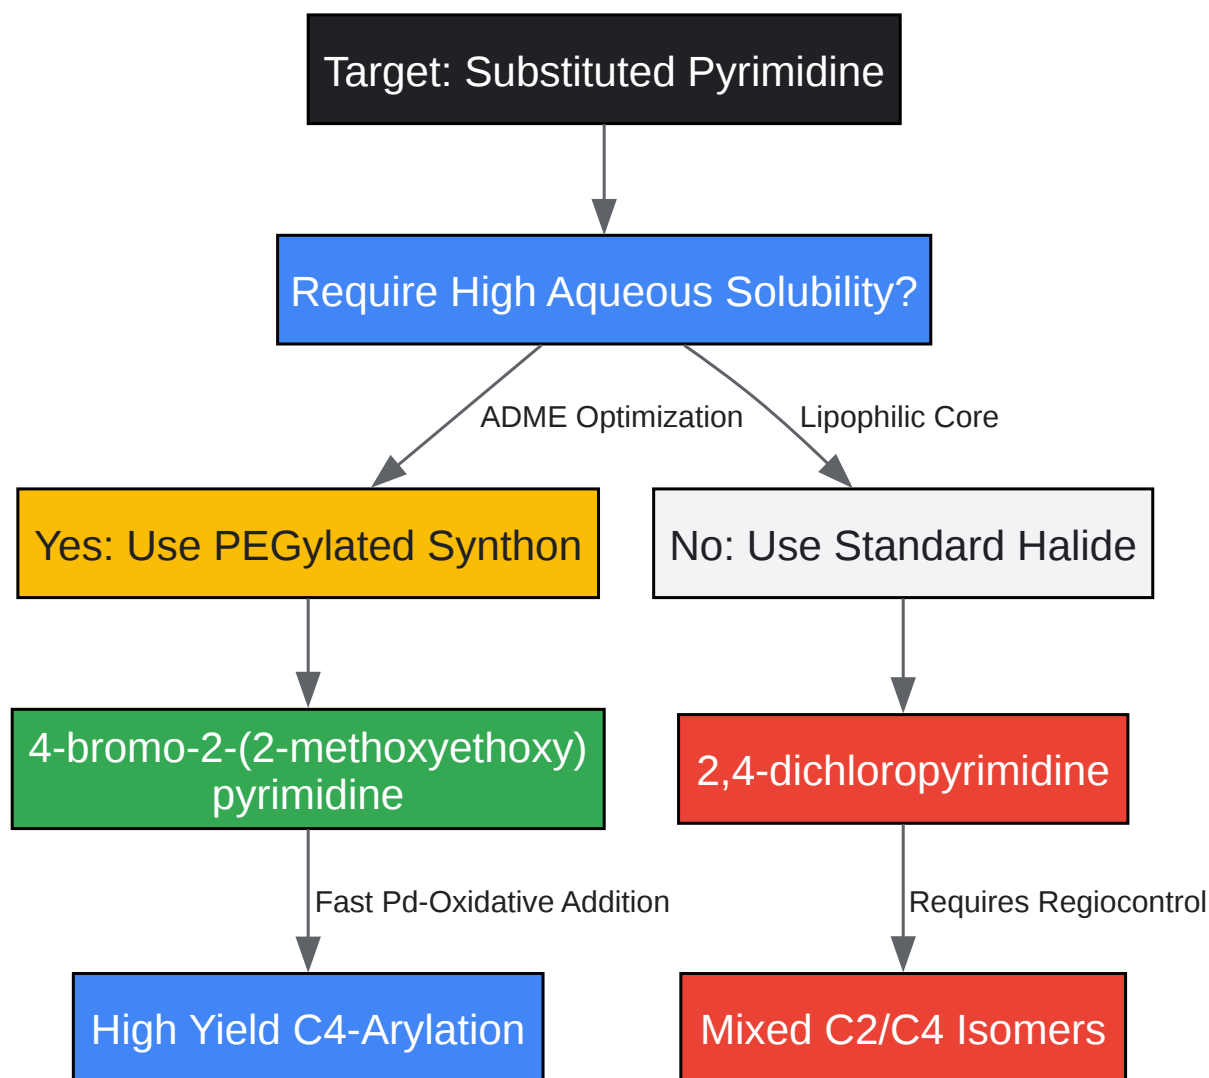 Target: Substituted Pyrimidine
Require High Aqueous Solubility?
ADME Optimization
Lipophilic Core
Yes: Use PEGylated Synthon
No: Use Standard Halide
4-bromo-2-(2-methoxyethoxy)
pyrimidine
2,4-dichloropyrimidine
Fast Pd-Oxidative Addition
Requires Regiocontrol
High Yield C4-Arylation
Mixed C2/C4 Isomers